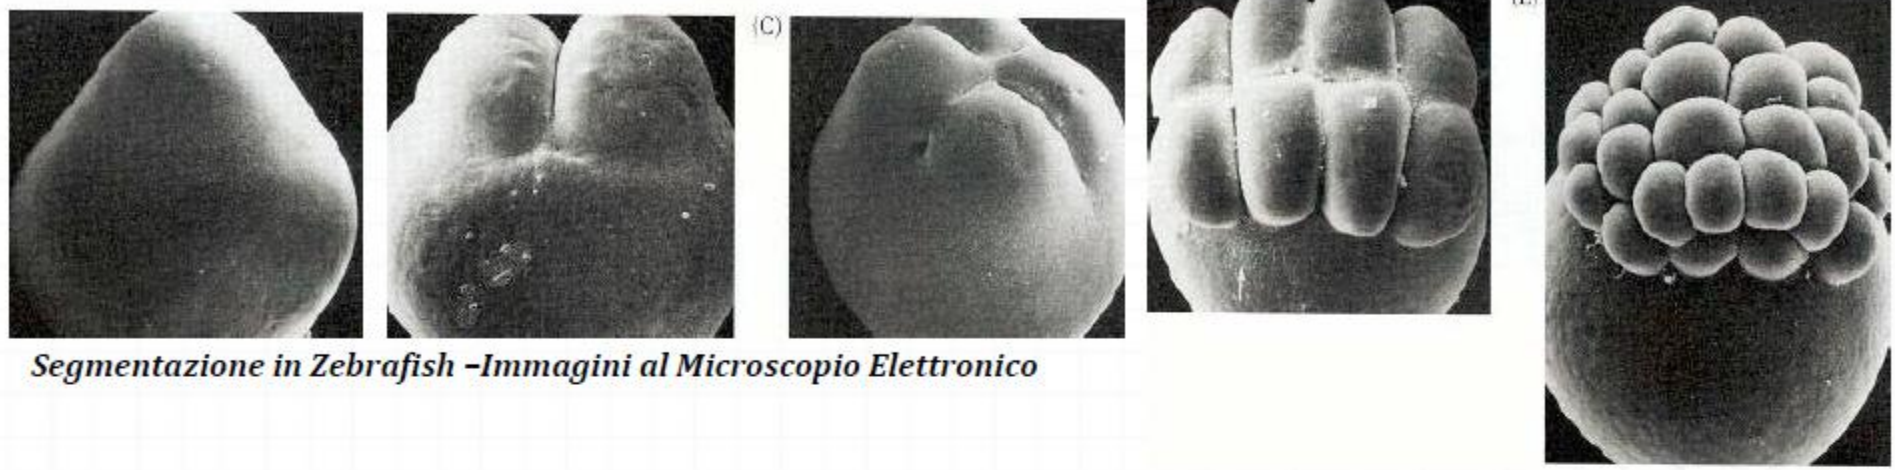 (C)
Segmentazione in Zebrafish –Immagini al Microscopio Elettronico